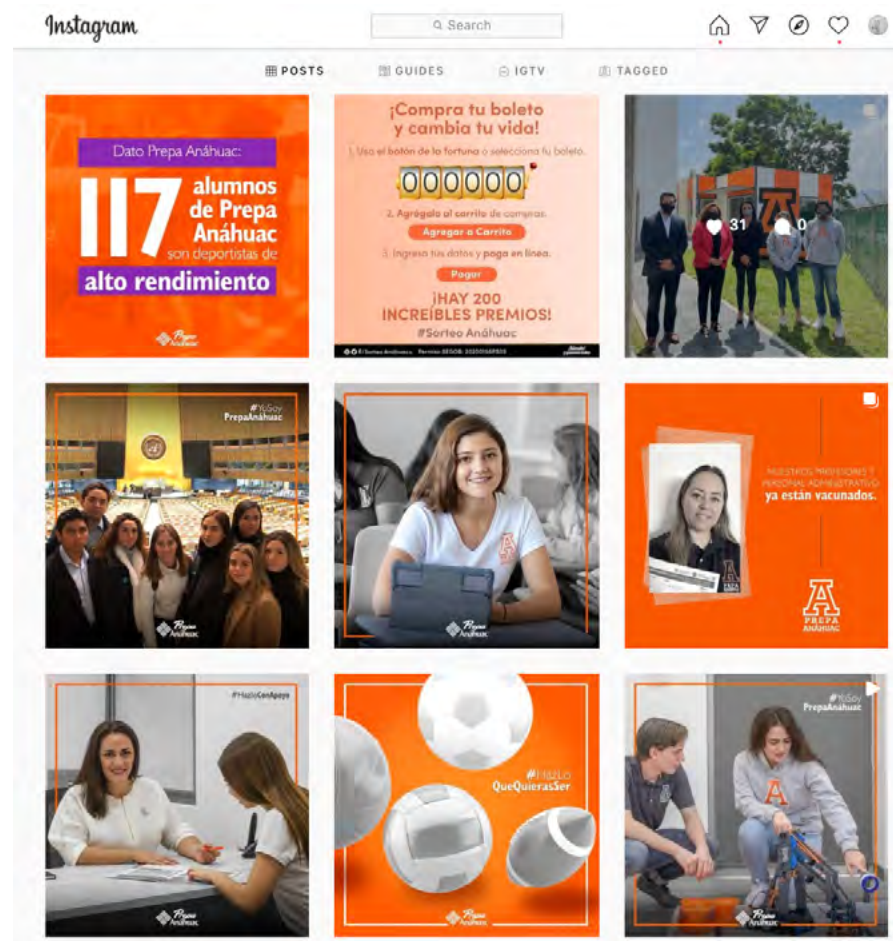 Instagram
Search
POSTS
GUIDES
IGTV
TAGGED
Dato Prepa Anáhuac:
117 alumnos
de Prepa
Anáhuac
son deportistas de
alto rendimiento
Prepa
Anáhuac
¡Compra tu boleto
y cambia tu vida!
1. Usa el botón de la fortuna o selecciona tu boleto.
000000
2. Agrégalo al carrito de compras.
Agregar a Carrito
3. Ingresa tus datos y paga en línea.
Pagar
¡HAY 200
INCREÍBLES PREMIOS!
#Sorteo Anáhuac
A
31
0
#YoSoy
PrepaAnáhuac
Prepa
Anáhuac
A
Prepa
Anáhuac
NUESTROS PROFESORES Y
PERSONAL ADMINISTRATIVO
ya están vacunados.
A
PREPA
ANÁHUAC
#HazloConApoyo
Prepa
Anáhuac
#HazLo
QueQuierasSer
Prepa
Anáhuac
#YoSoy
PrepaAnáhuac
A
Prepa
Anáhuac